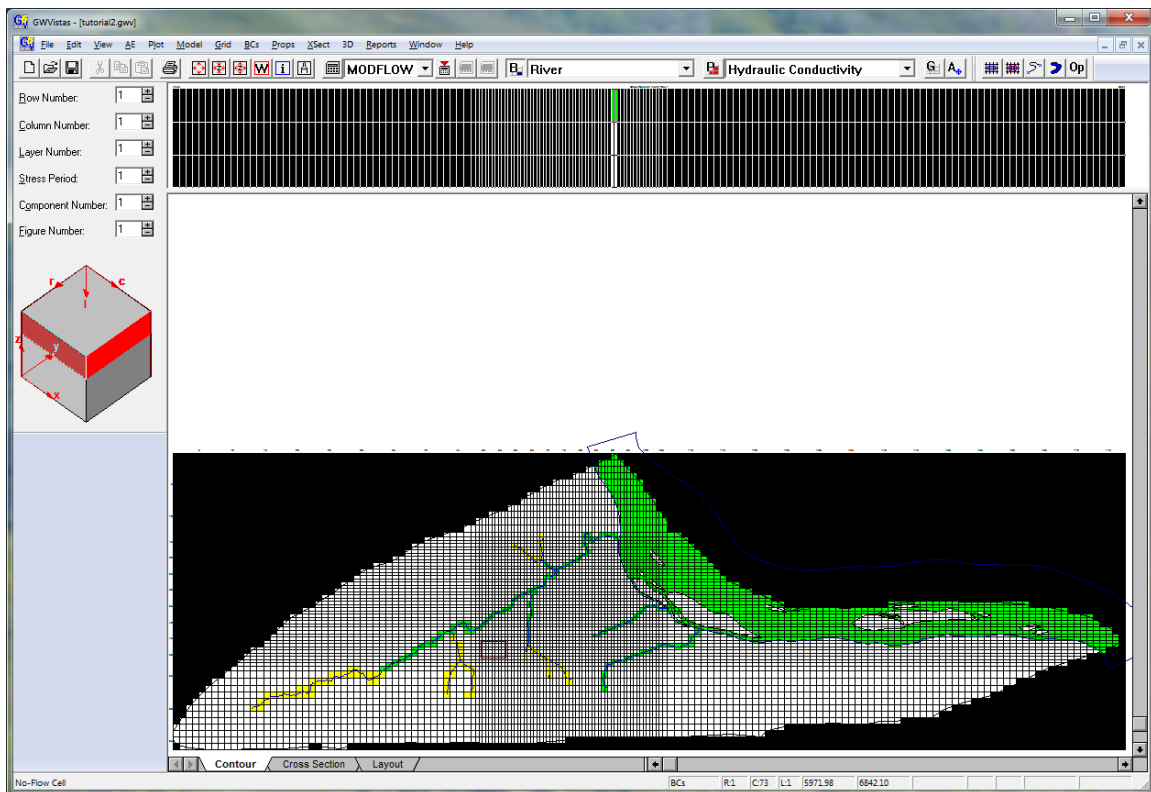 GWVistas - [tutorial2.gwv]
File Edit View AE Plot Model Grid BCs Props XSect 3D Reports Window Help
W i A MODFLOW B River P Hydraulic Conductivity G A Op
Row Number: 1
Column Number: 1
Layer Number: 1
Stress Period: 1
Component Number: 1
Figure Number: 1
r c
l
z y
x
Contour Cross Section Layout
No-Flow Cell BCs R:1 C:73 L:1 5971.98 6842.10